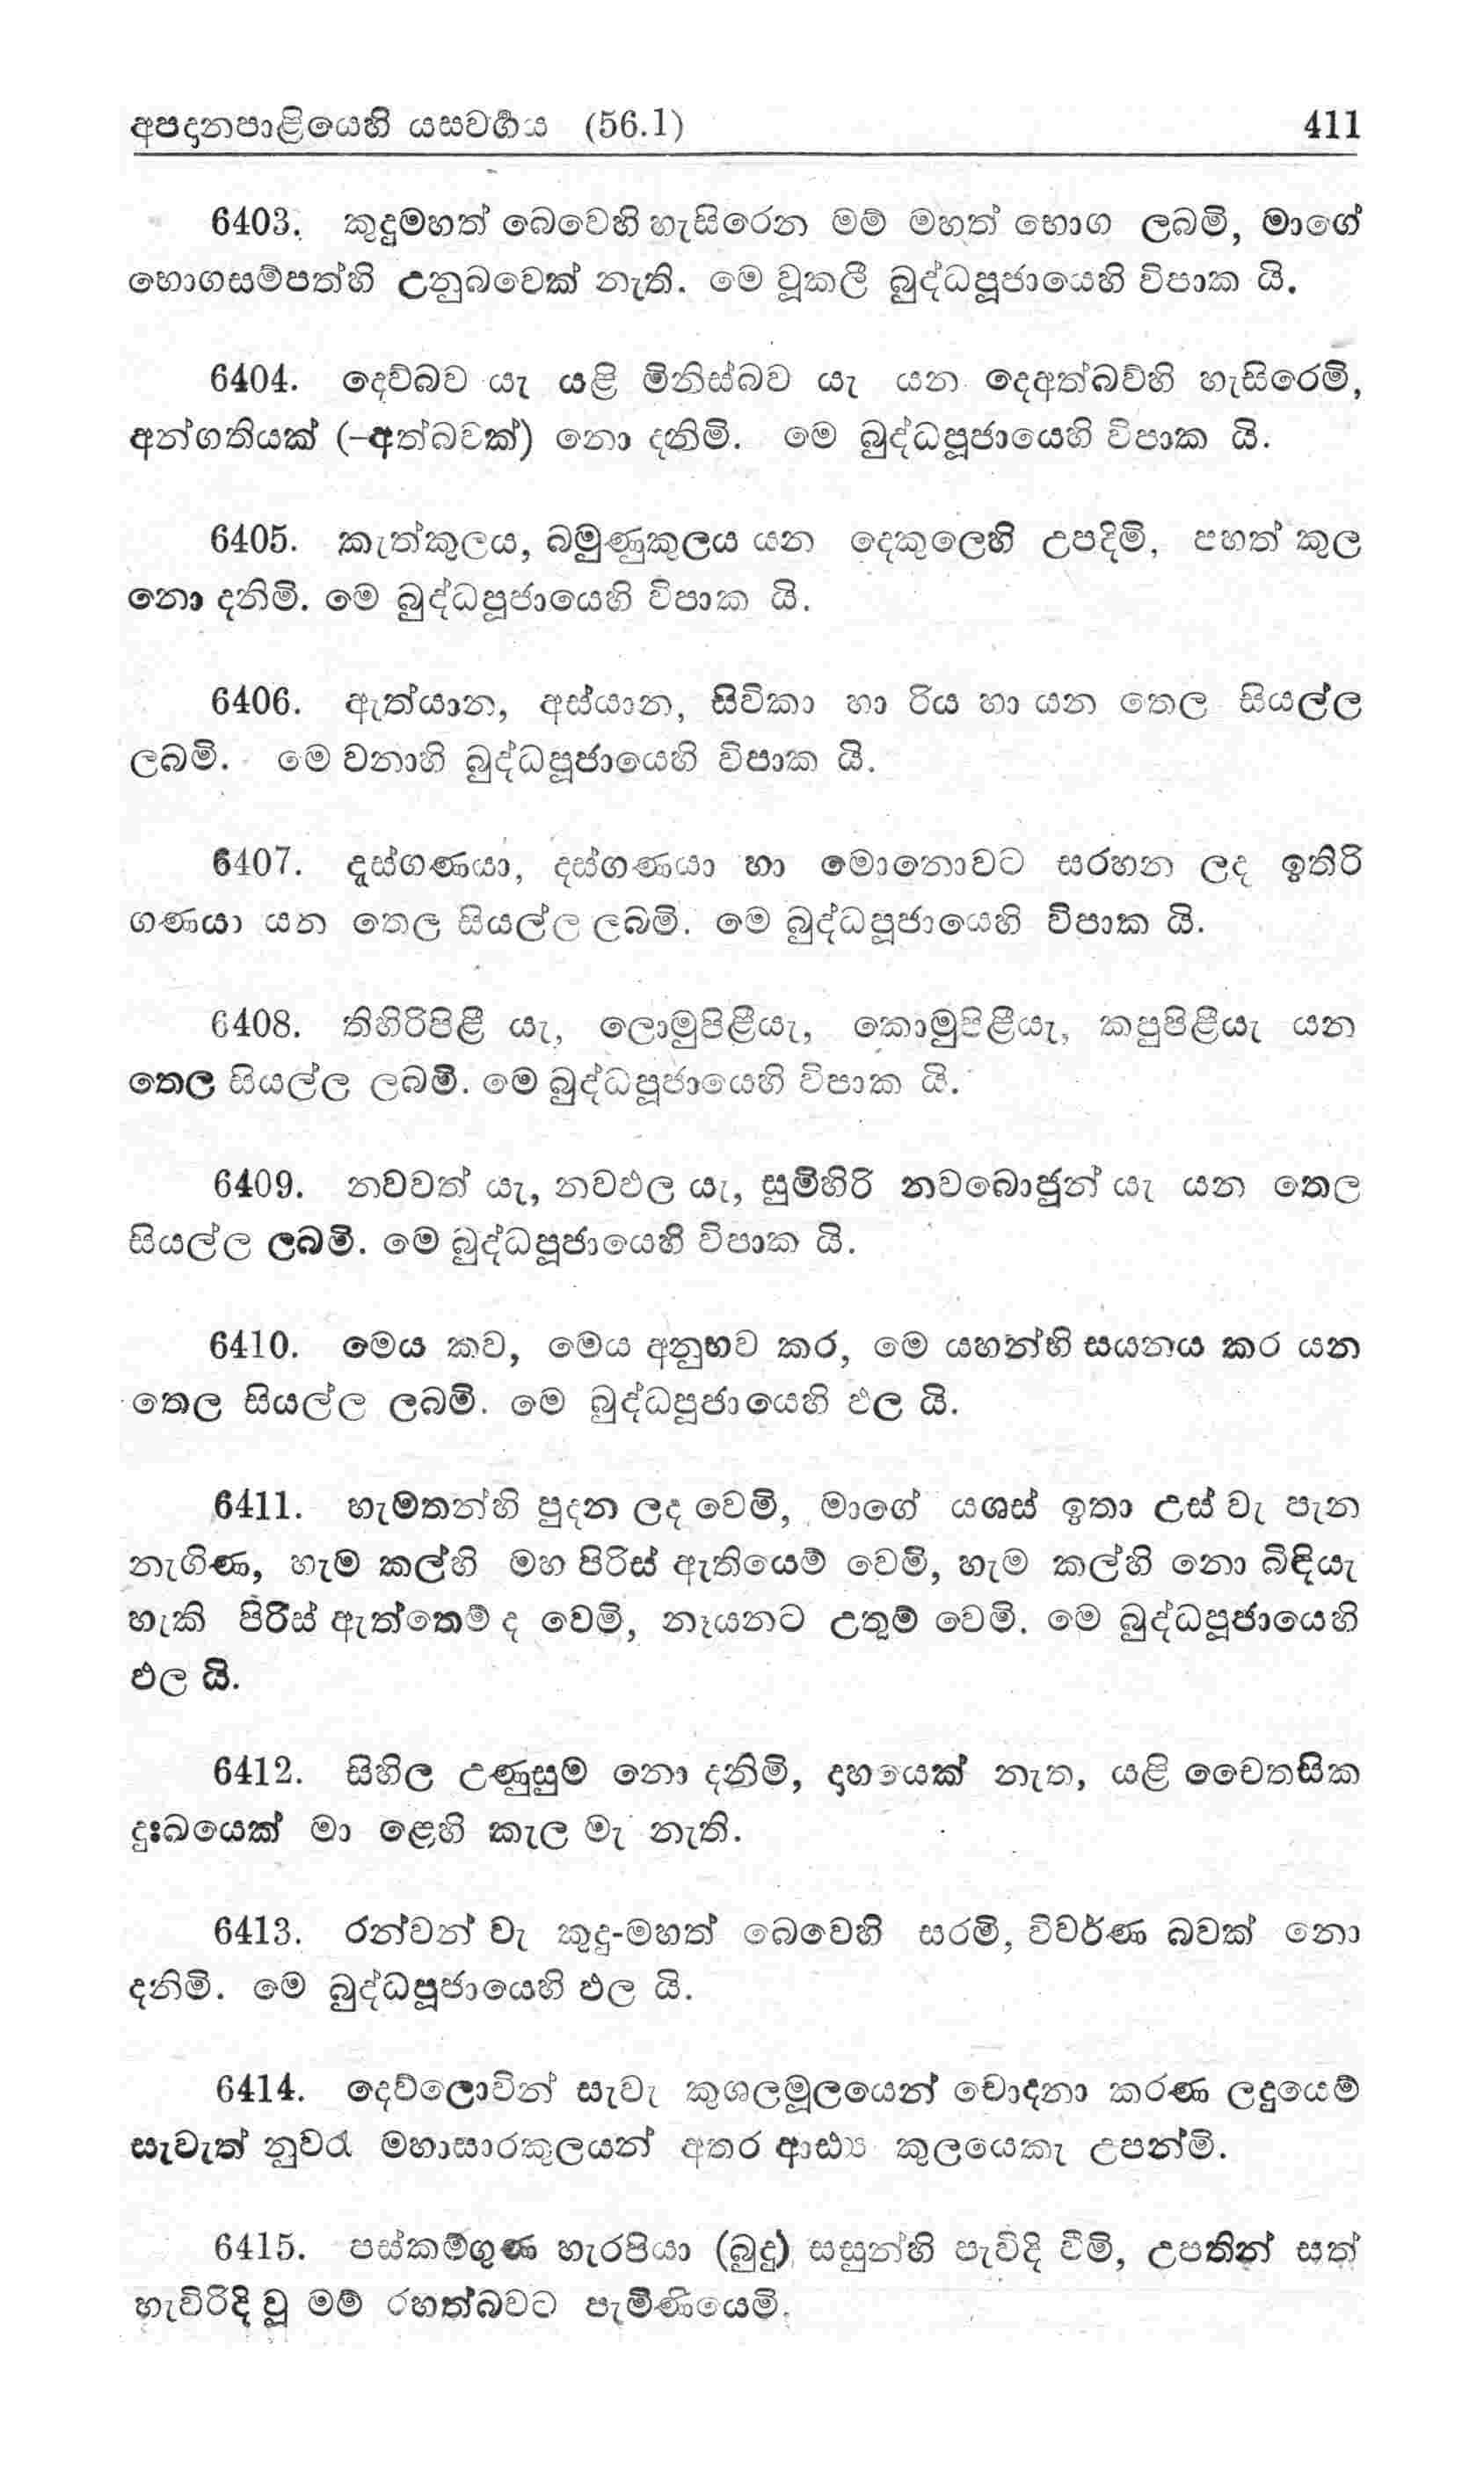 අපදානපාළියෙහි යසවර්‍ගය (56.1) 411
6403. කුදුමහත් බෙවෙහි හැසිරෙන මම් මහත් භොග ලබමි, මාගේ
භොගසම්පත්හි උනුබවෙක් නැති. මෙ වූකලී බුද්ධපූජායෙහි විපාක යි.
6404. දෙව්බව යැ යළි මිනිස්බව යැ යන දෙඅත්බව්හි හැසිරෙමි,
අන්ගතියක් (-අත්බවක්) නො දනිමි. මෙ බුද්ධපූජායෙහි විපාක යි.
6405. කැත්කුලය, බමුණුකුලය යන දෙකුලෙහි උපදිමි, පහත් කුල
නො දනිමි. මෙ බුද්ධපූජායෙහි විපාක යි.
6406. ඇත්යාන, අස්යාන, සිවිකා හා රිය හා යන තෙල සියල්ල
ලබමි. මෙ වනාහි බුද්ධපූජායෙහි විපාක යි.
6407. දස්ගණයා, දස්ගණයා හා මොනොවට සරහන ලද ඉතිරි
ගණයා යන තෙල සියල්ල ලබමි. මෙ බුද්ධපූජායෙහි විපාක යි.
6408. තිහිරිපිළී යැ, ලොමුපිළීයැ, කොමුපිළීයැ, කපුපිළීයැ යන
තෙල සියල්ල ලබමි. මෙ බුද්ධපූජායෙහි විපාක යි.
6409. නවවත් යැ, නවඵල යැ, සුමිහිරි නවබොජුන් යැ යන තෙල
සියල්ල ලබමි. මෙ බුද්ධපූජායෙහි විපාක යි.
6410. මෙය කව, මෙය අනුභව කර, මෙ යහන්හි සයනය කර යන
තෙල සියල්ල ලබමි. මෙ බුද්ධපූජායෙහි ඵල යි.
6411. හැමතන්හි පුදන ලද වෙමි, මාගේ යශස් ඉතා උස් වැ පැන
නැගිණ, හැම කල්හි මහ පිරිස් ඇතියෙම් වෙමි, හැම කල්හි නො බිඳියැ
හැකි පිරිස් ඇත්තෙම් ද වෙමි, නෑයනට උතුම් වෙමි. මෙ බුද්ධපූජායෙහි
ඵල යි.
6412. සිහිල උණුසුම නො දනිමි, දාහයෙක් නැත, යළි චෛතසික
දුඃඛයෙක් මා ළෙහි කැල මැ නැති.
6413. රන්වන් වැ කුදු-මහත් බෙවෙහි සරමි, විවර්ණ බවක් නො
දනිමි. මෙ බුද්ධපූජායෙහි ඵල යි.
6414. දෙව්ලොවින් සැවැ කුශලමූලයෙන් චොදනා කරණ ලදුයෙම්
සැවැත් නුවරැ මහාසාරකුලයන් අතර ආඪ්‍ය කුලයෙකැ උපන්මි.
6415. පස්කම්ගුණ හැරපියා (බුදු) සසුන්හි පැවිදි වීමි, උපතින් සත්
හැවිරිදි වූ මම් රහත්බවට පැමිණියෙමි.